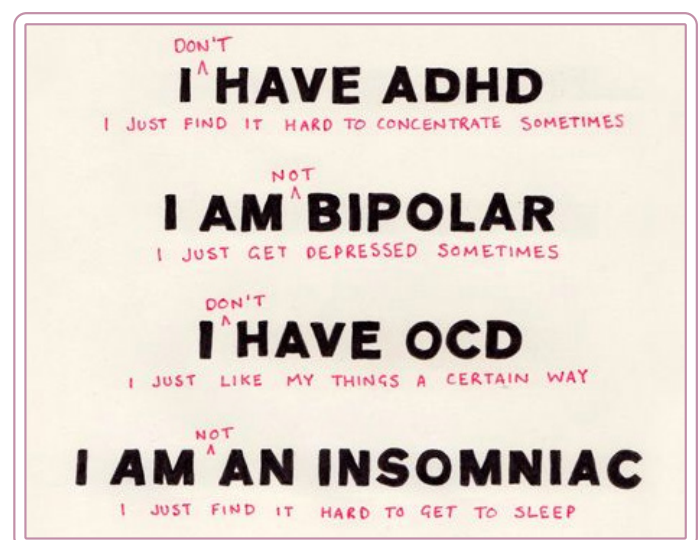 DON'T
I ^ HAVE ADHD
I JUST FIND IT HARD TO CONCENTRATE SOMETIMES
NOT
I AM ^ BIPOLAR
I JUST GET DEPRESSED SOMETIMES
DON'T
I ^ HAVE OCD
I JUST LIKE MY THINGS A CERTAIN WAY
NOT
I AM ^ AN INSOMNIAC
I JUST FIND IT HARD TO GET TO SLEEP